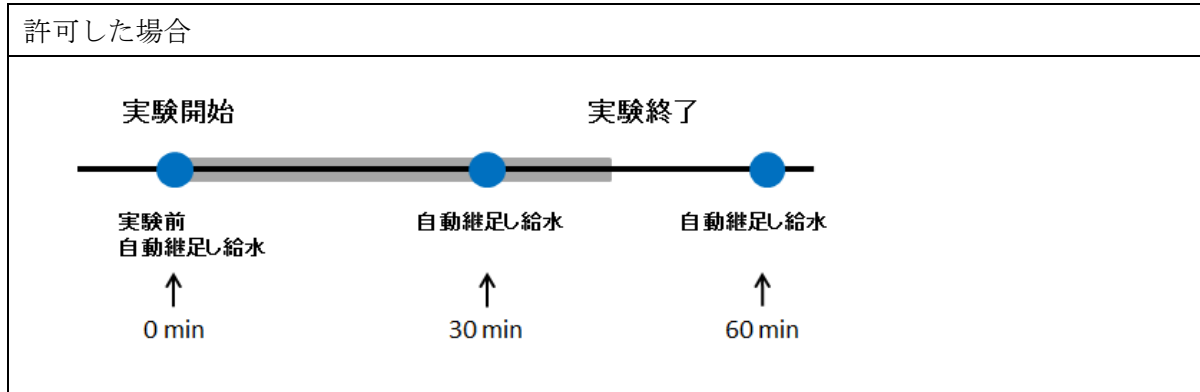 許可した場合
実験開始
実験終了
実験前
自動継足し給水
自動継足し給水
自動継足し給水
0 min
30 min
60 min